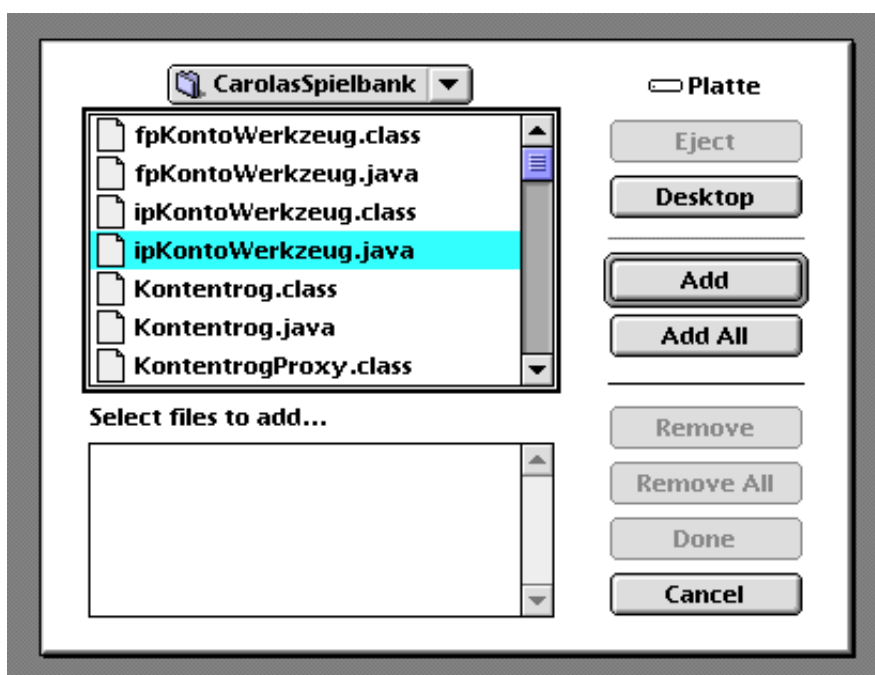 CarolasSpielbank
Platte
fpKontoWerkzeug.class
fpKontoWerkzeug.java
ipKontoWerkzeug.class
ipKontoWerkzeug.java
Kontentrog.class
Kontentrog.java
KontentrogProxy.class
Eject
Desktop
Add
Add All
Select files to add...
Remove
Remove All
Done
Cancel